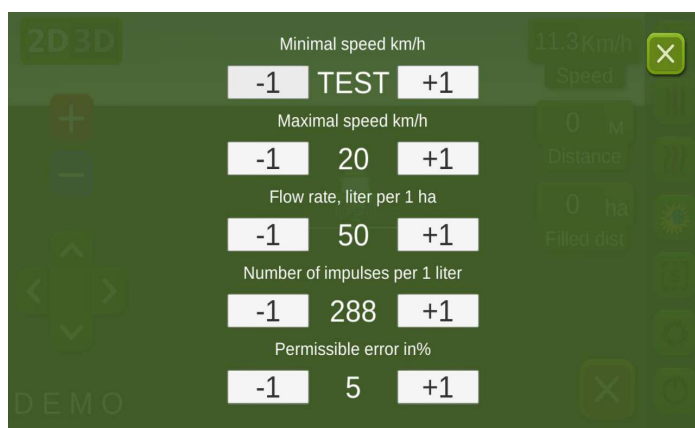 2D 3D
Minimal speed km/h
-1 TEST +1
11.3 Km/h
Speed
Maximal speed km/h
-1 20 +1
0 M
Distance
Flow rate, liter per 1 ha
-1 50 +1
0 ha
Filled dist
Number of impulses per 1 liter
-1 288 +1
Permissible error in%
-1 5 +1
DEMO